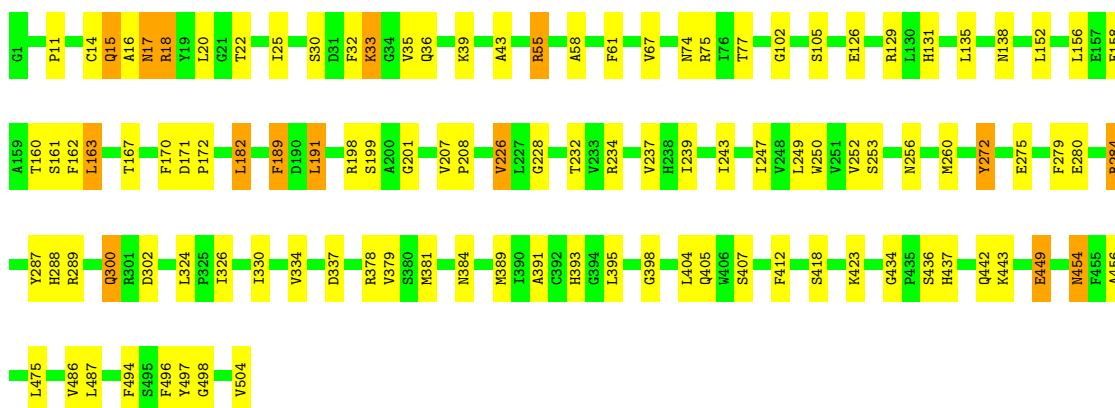 G1 P11 C14 Q15 A16 N17 R18 Y19 L20 G21 T22 I25 S30 D31 F32 K33 G34 V35 Q36 K39 A43 R55 A58 F61 V67 N74 R75 I76 T77 G102 S105 E126 R129 L130 H131 L135 N138 L152 L156 E157
A159 T160 S161 F162 L163 T167 F170 D171 P172 L182 F189 D190 L191 R198 S199 A200 G201 V207 P208 V226 L227 G228 T232 V233 R234 V237 H238 I239 I243 I247 V248 L249 W250 V251 V252 S253 N256 M260 Y272 E275 F279 E280
Y287 H288 R289 Q300 R301 D302 L324 P325 I326 I330 V334 D337 R378 V379 S380 M381 N384 M389 I390 A391 C392 H393 G394 L395 G398 L404 Q405 W406 S407 F412 S418 K423 G434 P435 S436 H437 Q442 K443 E449 N454 F455 A456
L475 V486 L487 F494 S495 F496 Y497 G498 V504